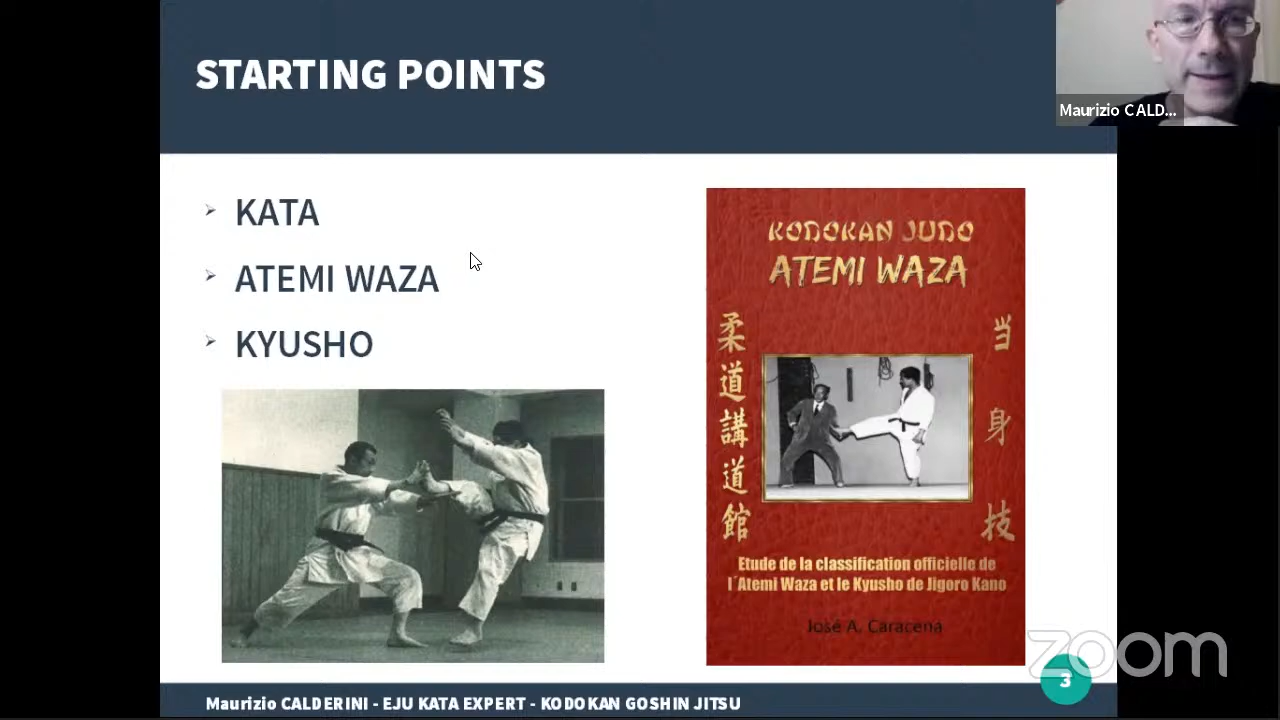 STARTING POINTS
Maurizio CALD...
KATA
ATEMI WAZA
KYUSHO
KODOKAN JUDO
ATEMI WAZA
柔道講道館
当身技
Etude de la classification officielle de
l´Atemi Waza et le Kyusho de Jigoro Kano
José A. Caracena
zoom
3
Maurizio CALDERINI - EJU KATA EXPERT - KODOKAN GOSHIN JITSU